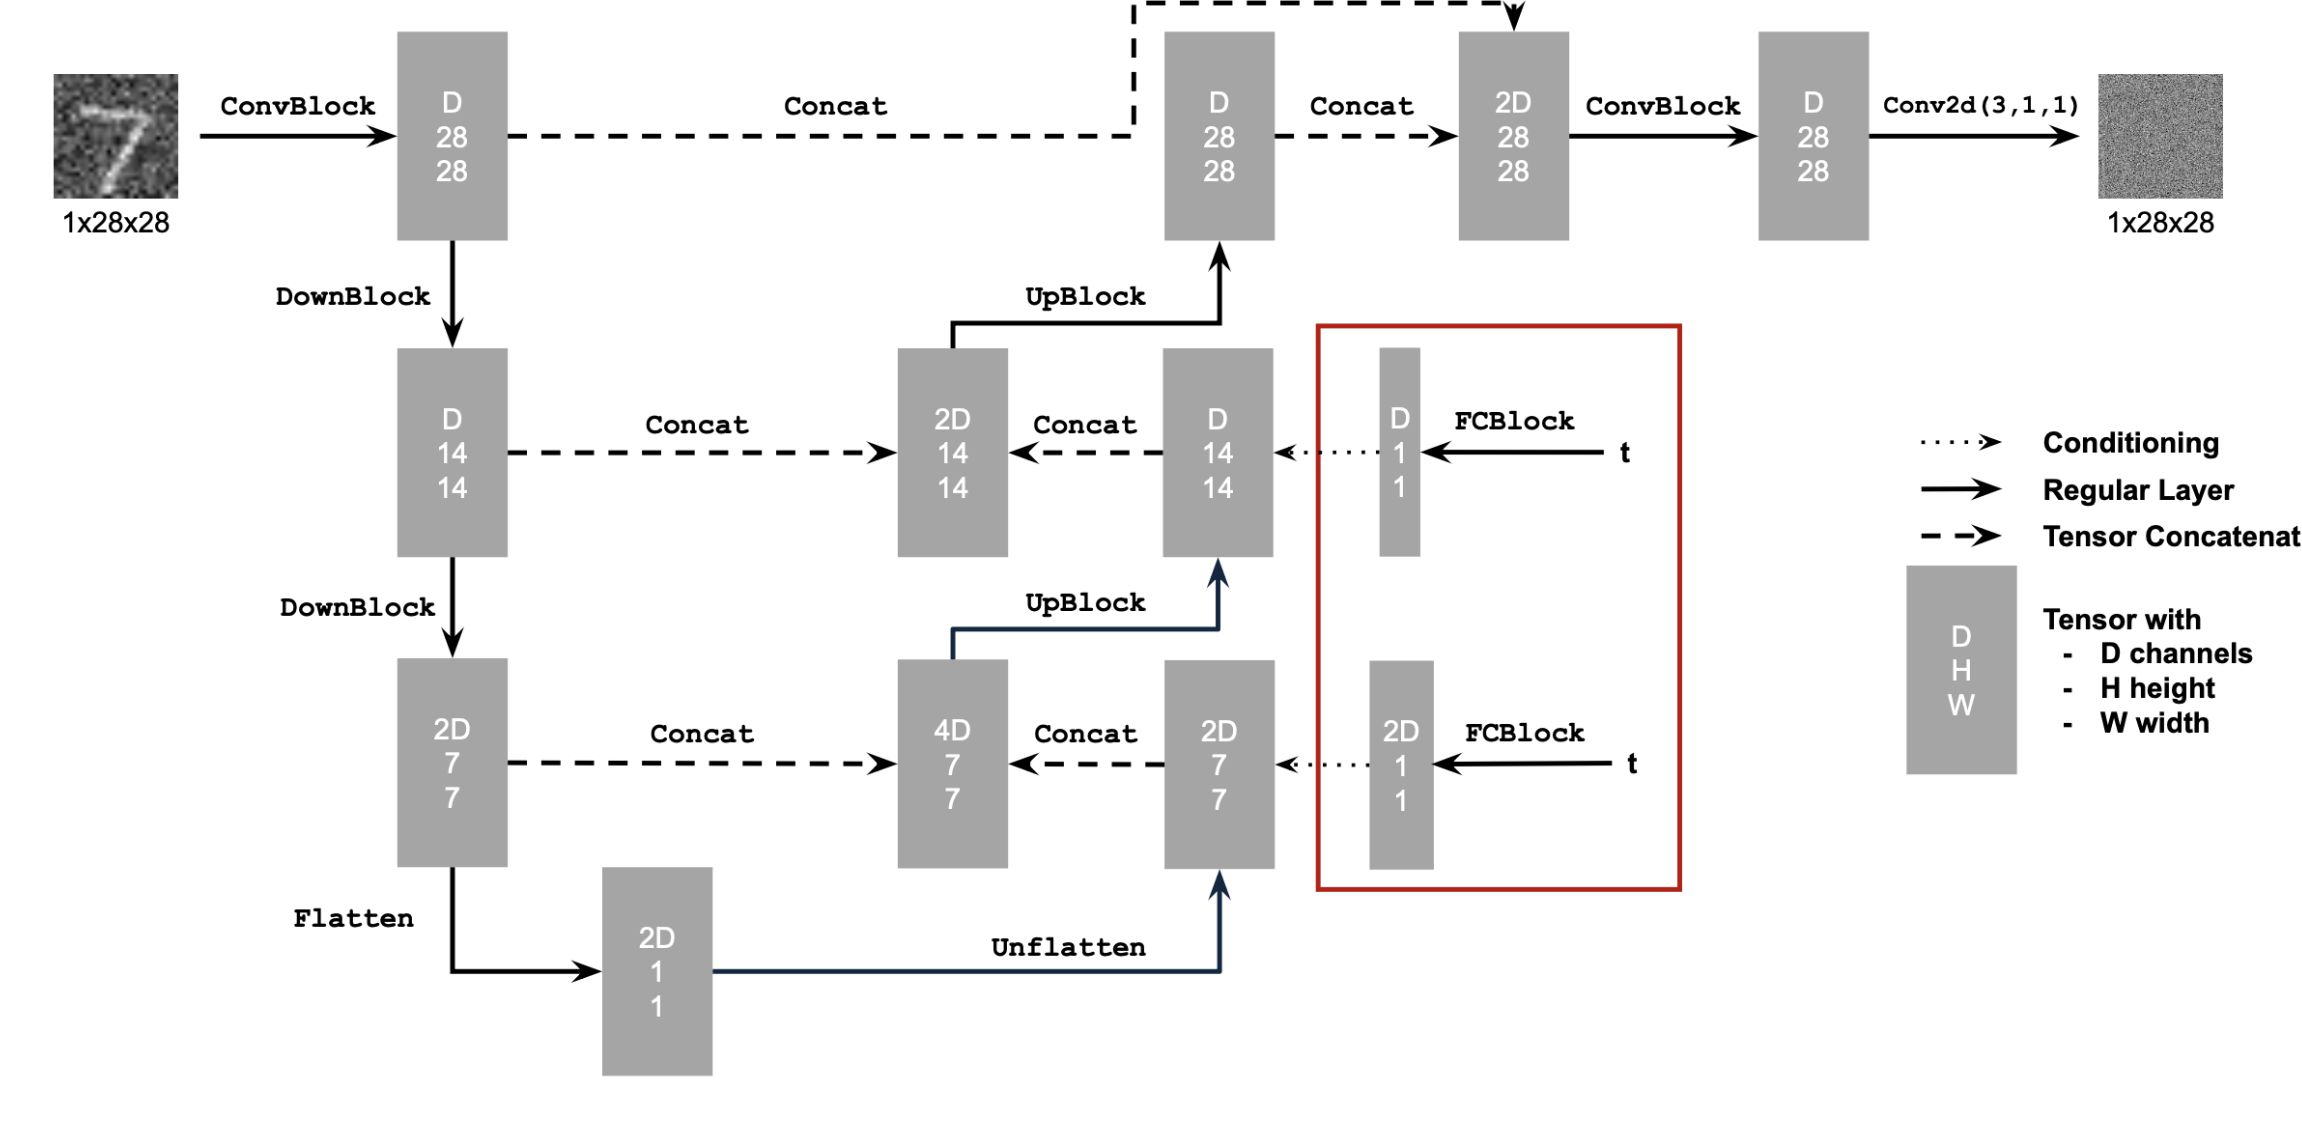 ConvBlock
D
28
28
Concat
D
28
28
Concat
2D
28
28
ConvBlock
D
28
28
Conv2d(3,1,1)
1x28x28
1x28x28
DownBlock
UpBlock
D
14
14
Concat
2D
14
14
Concat
D
14
14
D
1
1
FCBlock
t
DownBlock
UpBlock
2D
7
7
Concat
4D
7
7
Concat
2D
7
7
2D
1
1
FCBlock
t
Flatten
2D
1
1
Unflatten
Conditioning
Regular Layer
Tensor Concatenat
D
H
W
Tensor with
- D channels
- H height
- W width